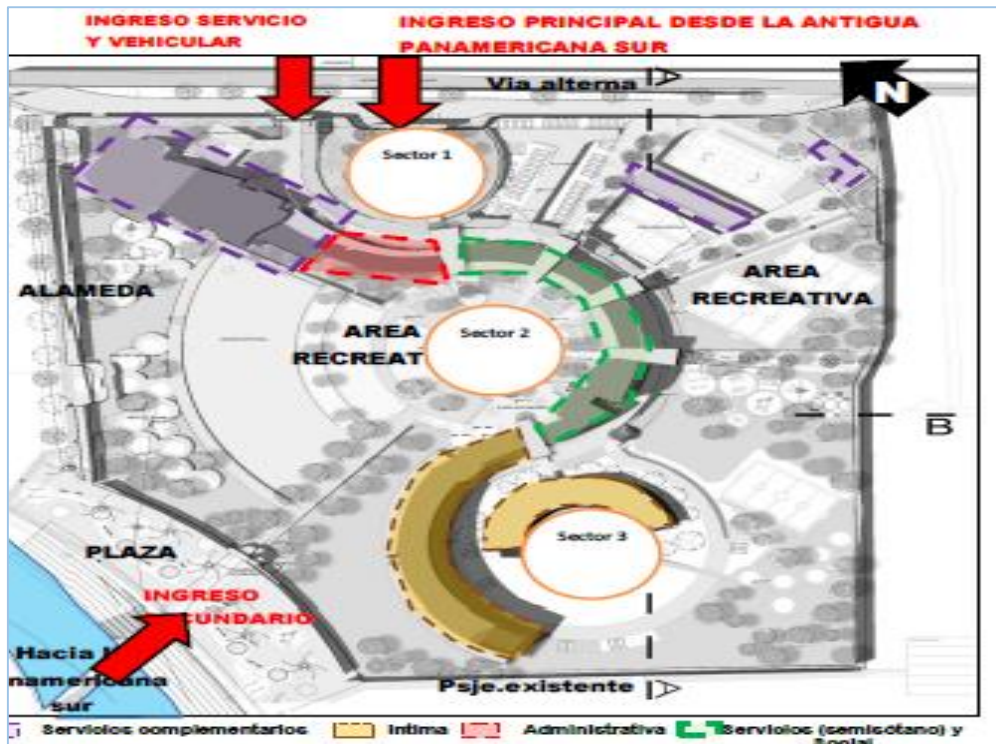 INGRESO SERVICIO
Y VEHICULAR
INGRESO PRINCIPAL DESDE LA ANTIGUA
PANAMERICANA SUR
Via alterna
A
N
Sector 1
ALAMEDA
AREA
RECREATIVA
AREA
RECREAT
Sector 2
B
Sector 3
PLAZA
INGRESO
CUNDARIO
Hacia l
namericana
sur
Psje.existente
A
Servicios complementarios
Intima
Administrativa
Servicios (semisótano) y
Social